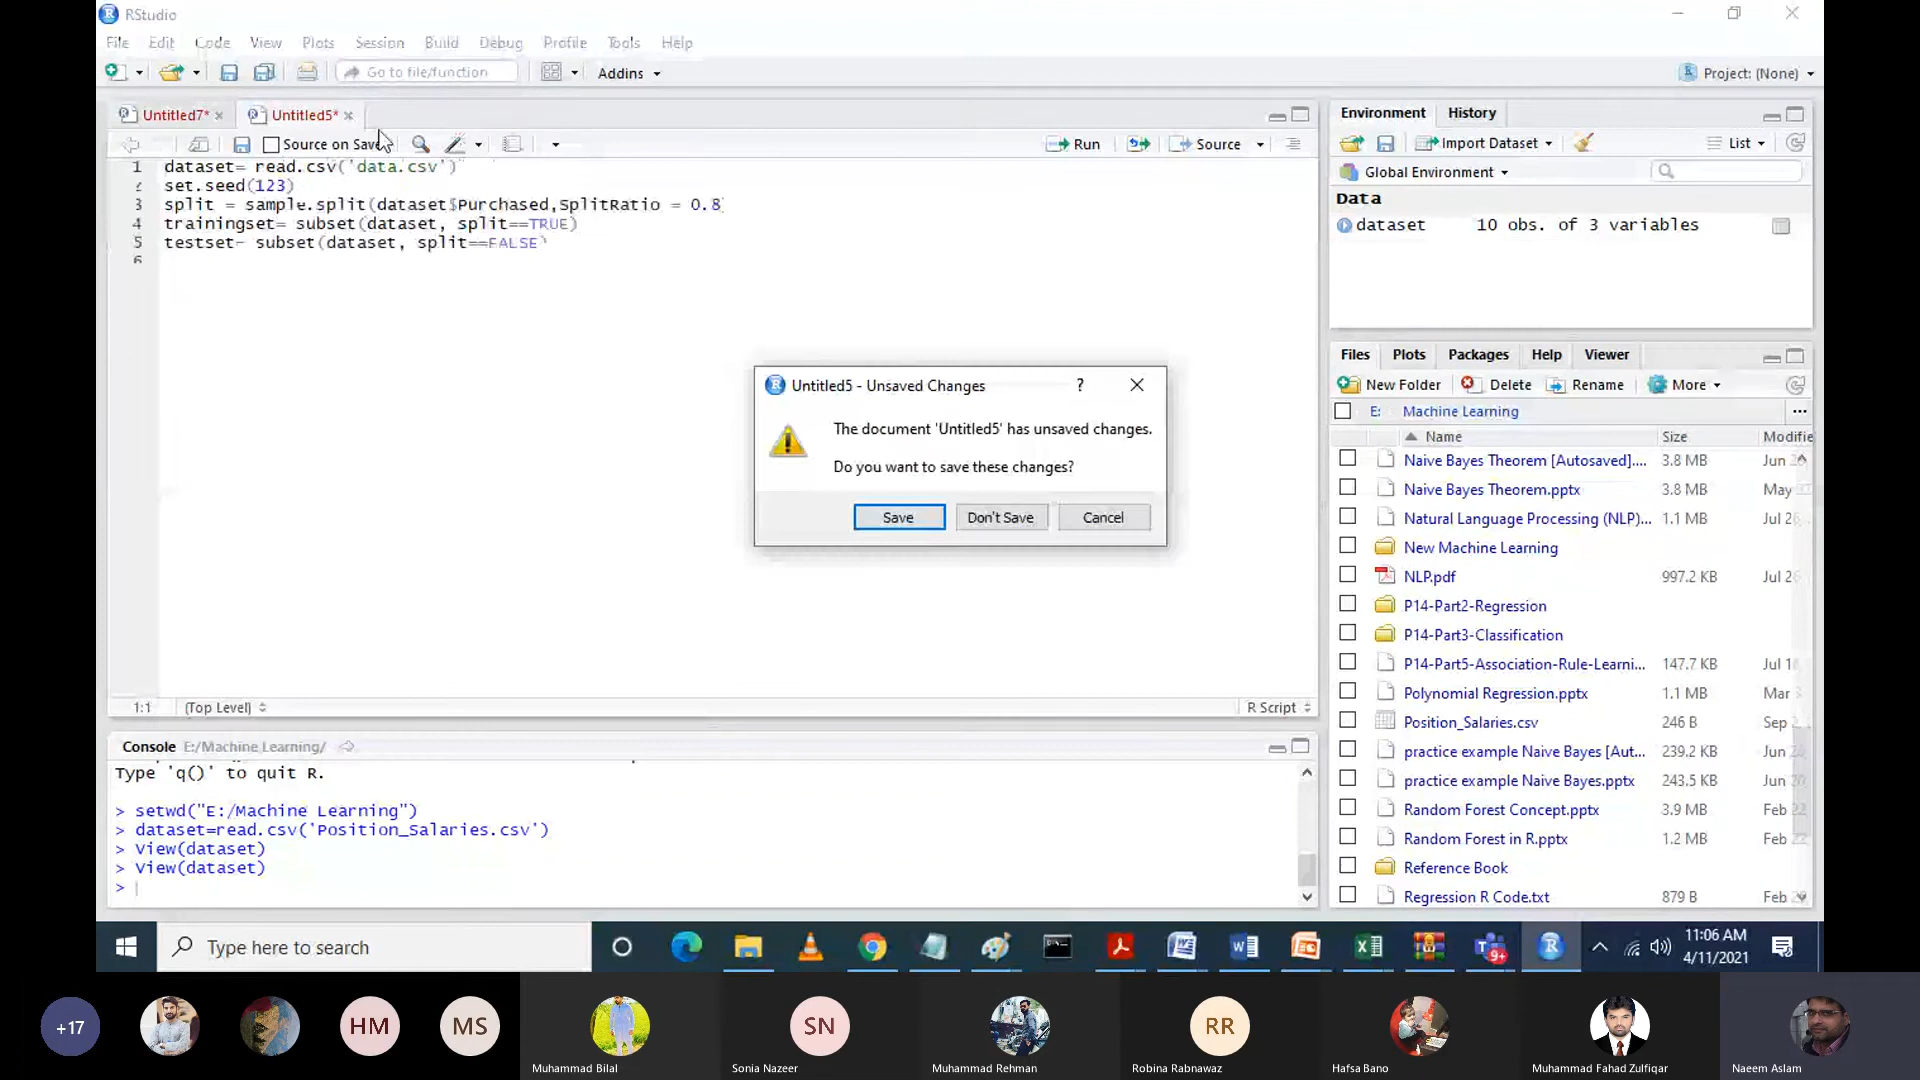 RStudio
File Edit Code View Plots Session Build Debug Profile Tools Help
Go to file/function Addins Project: (None)
Untitled7* Untitled5*
Source on Save Run Source
1 dataset= read.csv('data.csv')
2 set.seed(123)
3 split = sample.split(dataset$Purchased,SplitRatio = 0.8
4 trainingset= subset(dataset, split==TRUE)
5 testset= subset(dataset, split==FALSE)
6
1:1 (Top Level) R Script
Untitled5 - Unsaved Changes ?
The document 'Untitled5' has unsaved changes.
Do you want to save these changes?
Save Don't Save Cancel
Console E:/Machine Learning/
Type 'q()' to quit R.
> setwd("E:/Machine Learning")
> dataset=read.csv('Position_Salaries.csv')
> View(dataset)
> View(dataset)
>
Environment History
Import Dataset List
Global Environment
Data
dataset 10 obs. of 3 variables
Files Plots Packages Help Viewer
New Folder Delete Rename More
E: Machine Learning ...
Name Size Modifie
Naive Bayes Theorem [Autosaved].... 3.8 MB Jun
Naive Bayes Theorem.pptx 3.8 MB May
Natural Language Processing (NLP)... 1.1 MB Jul 26
New Machine Learning
NLP.pdf 997.2 KB Jul 26
P14-Part2-Regression
P14-Part3-Classification
P14-Part5-Association-Rule-Learni... 147.7 KB Jul
Polynomial Regression.pptx 1.1 MB Mar
Position_Salaries.csv 246 B Sep
practice example Naive Bayes [Aut... 239.2 KB Jun
practice example Naive Bayes.pptx 243.5 KB Jun
Random Forest Concept.pptx 3.9 MB Feb
Random Forest in R.pptx 1.2 MB Feb
Reference Book
Regression R Code.txt 879 B Feb
Type here to search
9+
11:06 AM
4/11/2021
+17 HM MS SN RR
Muhammad Bilal Sonia Nazeer Muhammad Rehman Robina Rabnawaz Hafsa Bano Muhammad Fahad Zulfiqar Naeem Aslam